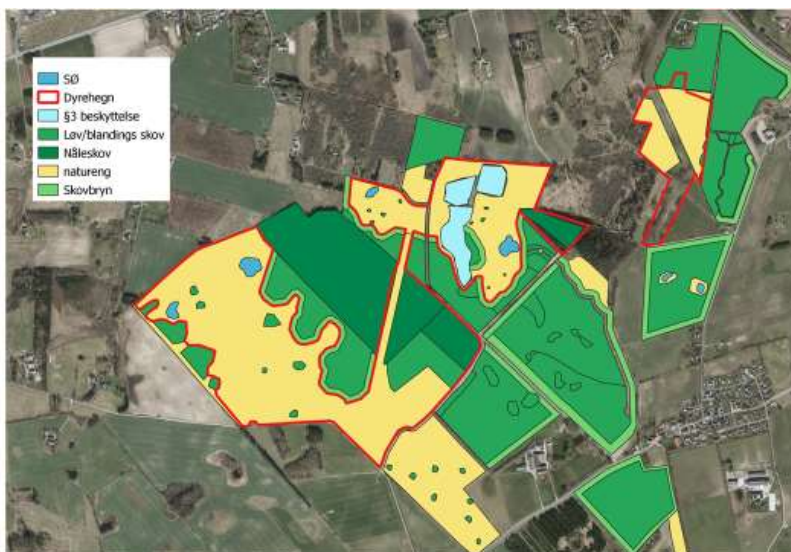 SØ
Dyrehegn
§3 beskyttelse
Løv/blandings skov
Nåleskov
natureng
Skovbryn